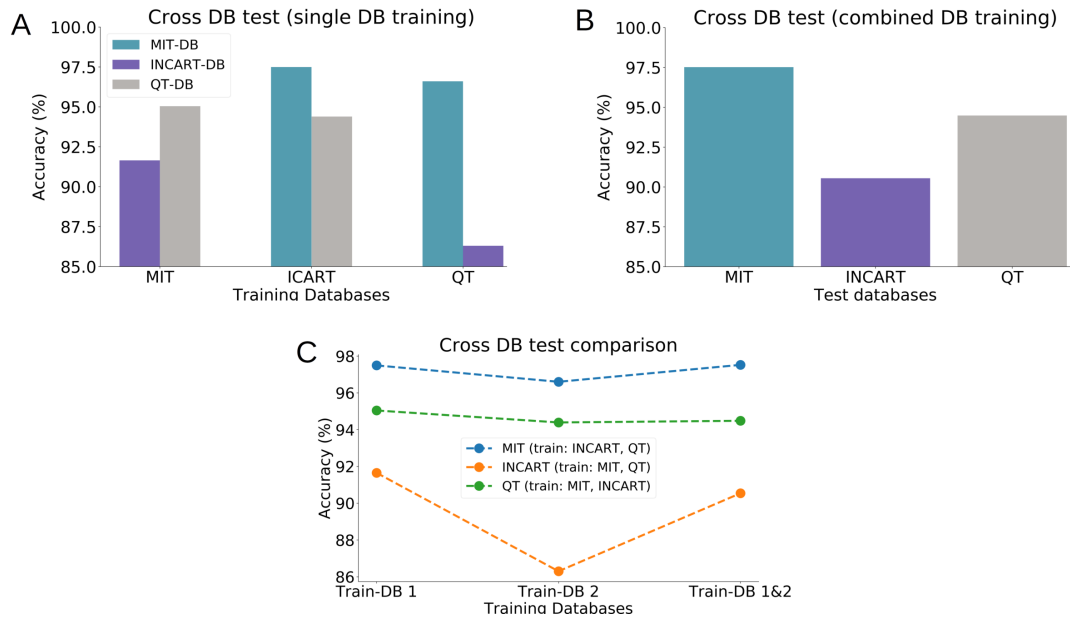 A
Cross DB test (single DB training)
100.0
97.5
95.0
92.5
90.0
87.5
85.0
Accuracy (%)
MIT-DB
INCART-DB
QT-DB
MIT
ICART
QT
Training Databases
B
Cross DB test (combined DB training)
100.0
97.5
95.0
92.5
90.0
87.5
85.0
Accuracy (%)
MIT
INCART
QT
Test databases
C
Cross DB test comparison
98
96
94
92
90
88
86
Accuracy (%)
MIT (train: INCART, QT)
INCART (train: MIT, QT)
QT (train: MIT, INCART)
Train-DB 1
Train-DB 2
Train-DB 1&2
Training Databases